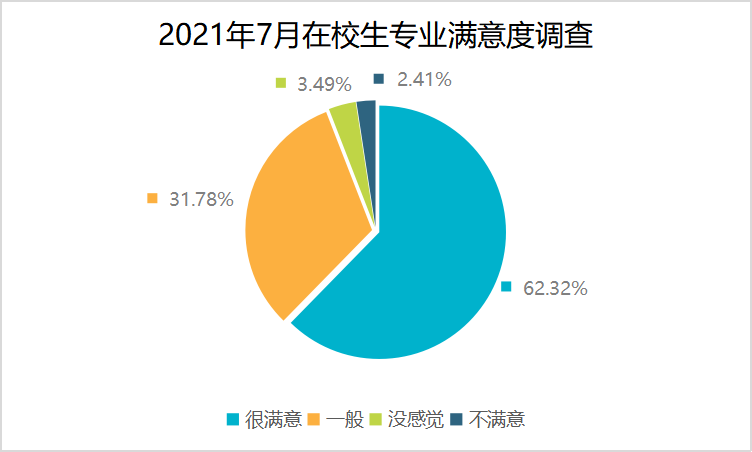 2021年7月在校生专业满意度调查
3.49%
2.41%
31.78%
62.32%
很满意 一般 没感觉 不满意